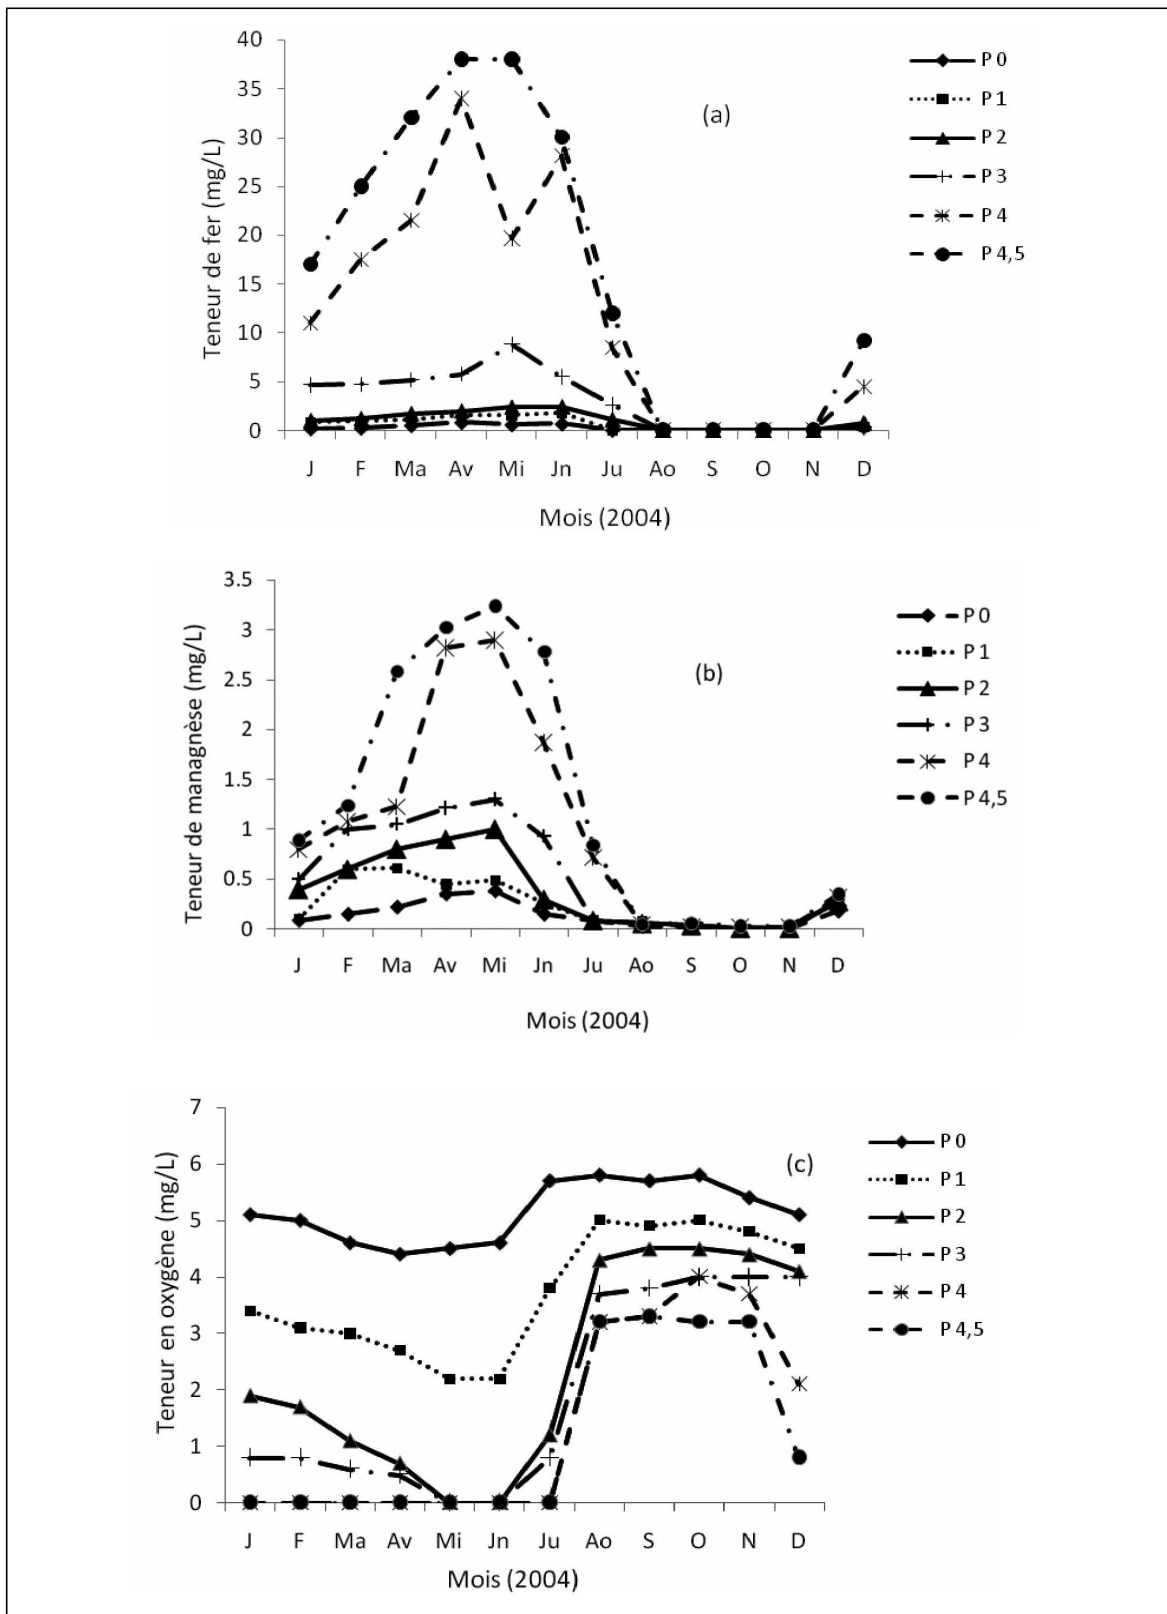 40
35
30
25
20
15
10
5
0
Teneur de fer (mg/L)
(a)
P 0
P 1
P 2
P 3
P 4
P 4,5
J F Ma Av Mi Jn Ju Ao S O N D
Mois (2004)
3.5
3
2.5
2
1.5
1
0.5
0
Teneur de managnèse (mg/L)
(b)
P 0
P 1
P 2
P 3
P 4
P 4,5
J F Ma Av Mi Jn Ju Ao S O N D
Mois (2004)
7
6
5
4
3
2
1
0
Teneur en oxygène (mg/L)
(c)
P 0
P 1
P 2
P 3
P 4
P 4,5
J F Ma Av Mi Jn Ju Ao S O N D
Mois (2004)